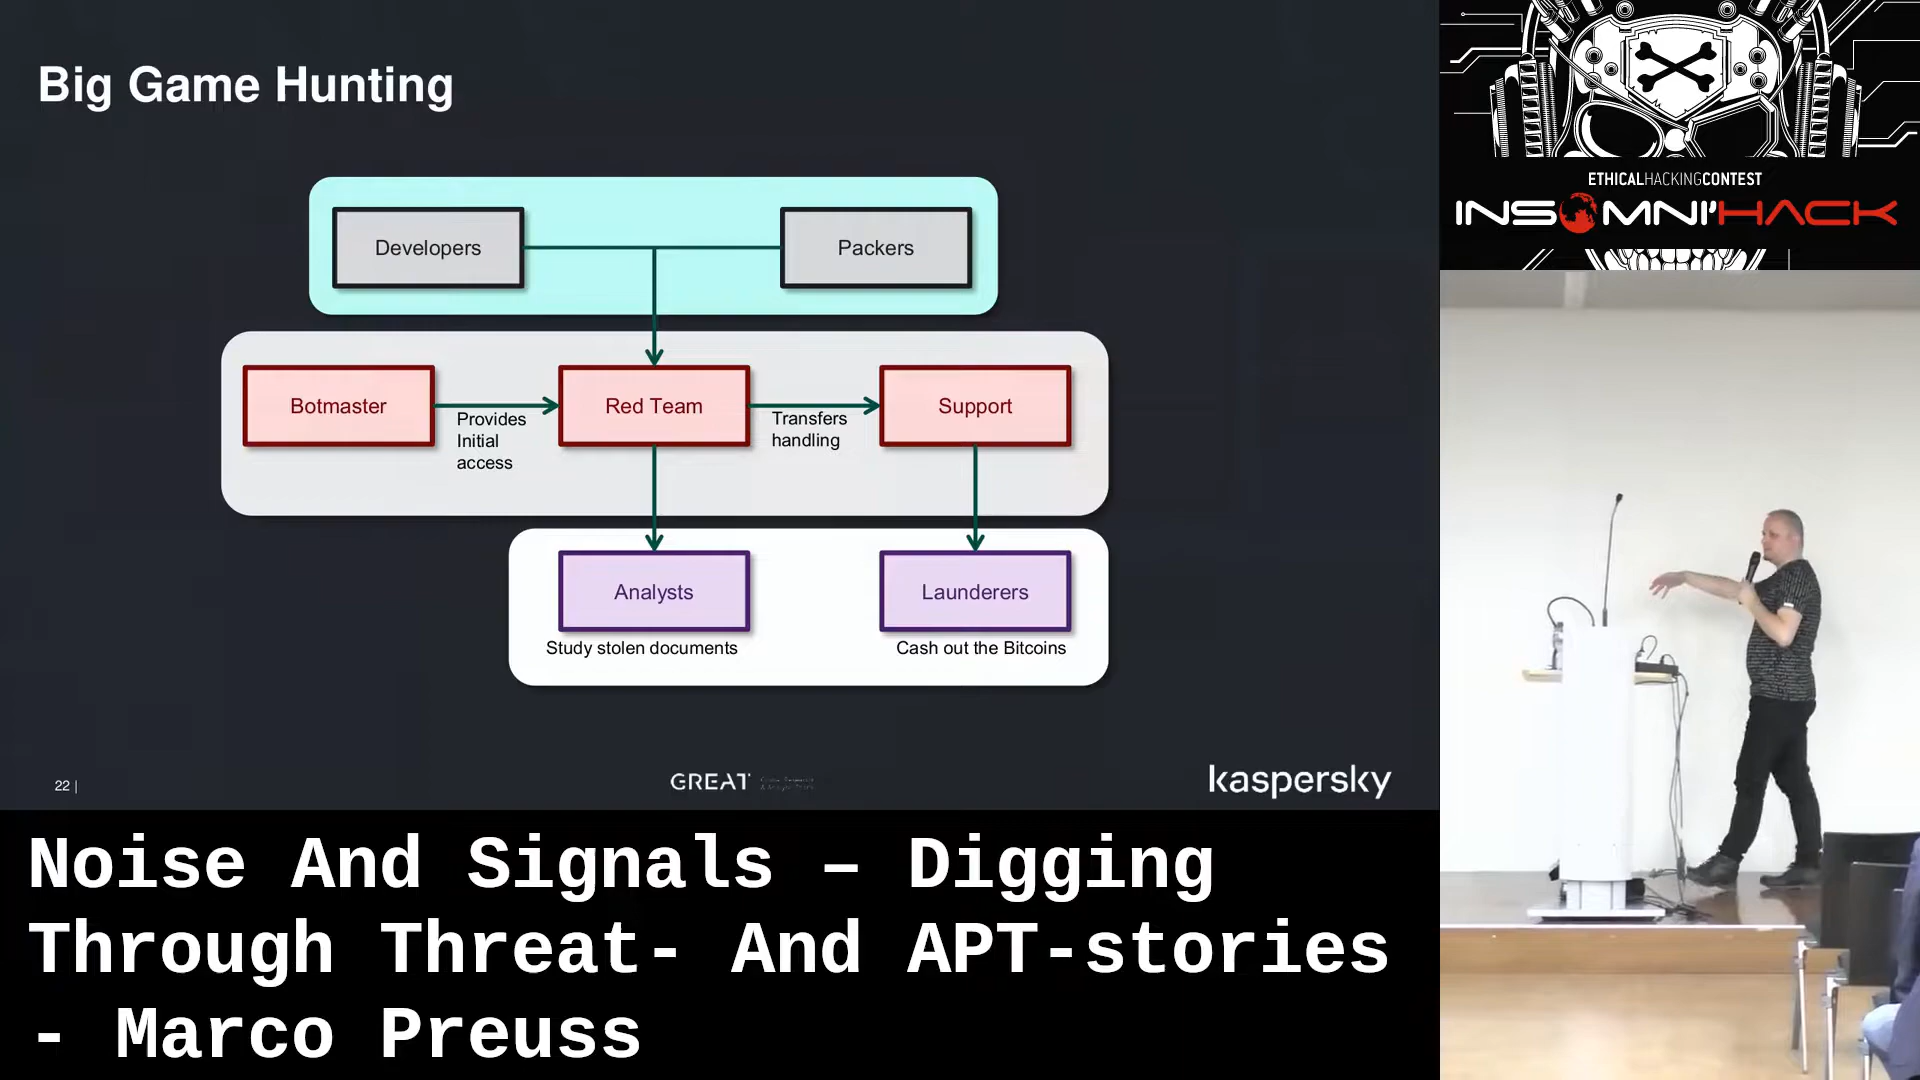 Big Game Hunting
Developers
Packers
Botmaster
Provides
Initial
access
Red Team
Transfers
handling
Support
Analysts
Study stolen documents
Launderers
Cash out the Bitcoins
22 |
GREAT
kaspersky
ETHICALHACKINGCONTEST
INSOMNI'HACK
Noise And Signals – Digging
Through Threat- And APT-stories
- Marco Preuss